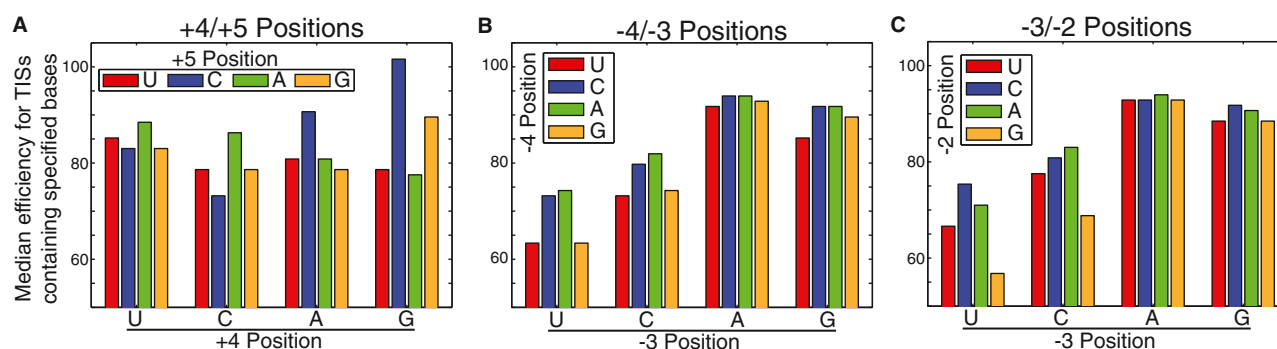 A
+4/+5 Positions
Median efficiency for TISs
containing specified bases
100
80
60
+5 Position
U C A G
U C A G
+4 Position
B
-4/-3 Positions
100
80
60
-4 Position
U
C
A
G
U C A G
-3 Position
C
-3/-2 Positions
100
80
60
-2 Position
U
C
A
G
U C A G
-3 Position